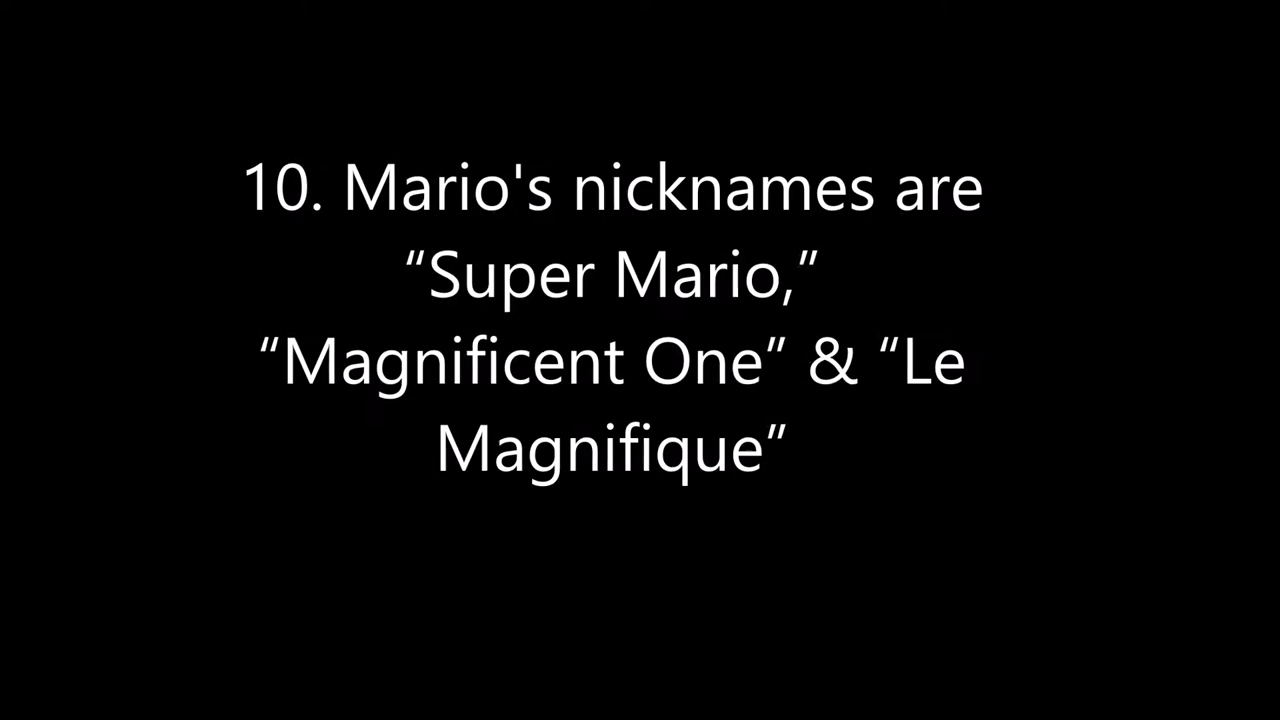 10. Mario's nicknames are
“Super Mario,”
“Magnificent One” & “Le
Magnifique”